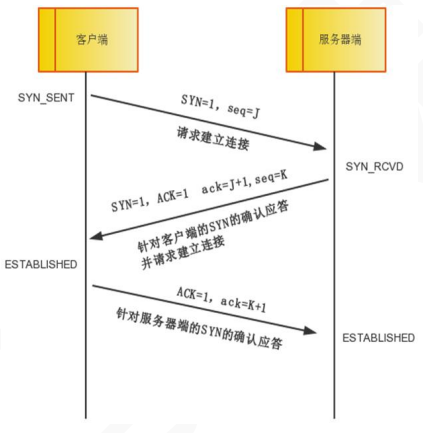 客户端
服务器端
SYN_SENT
SYN=1, seq=J
请求建立连接
SYN_RCVD
SYN=1, ACK=1 ack=J+1,seq=K
针对客户端的SYN的确认应答
并请求建立连接
ESTABLISHED
ACK=1, ack=K+1
针对服务器端的SYN的确认应答
ESTABLISHED